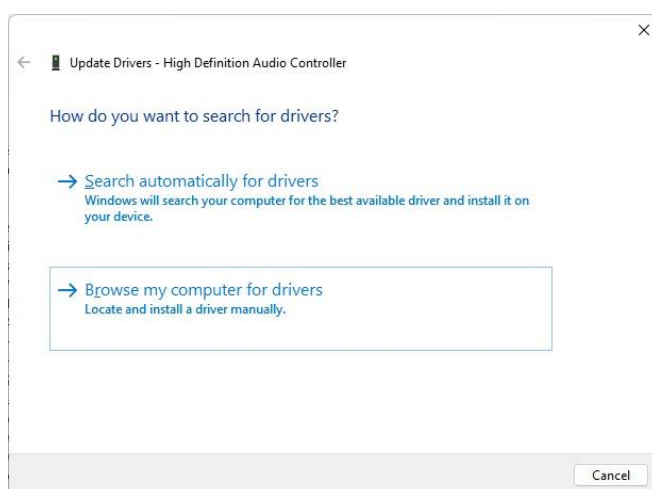 Update Drivers - High Definition Audio Controller
How do you want to search for drivers?
Search automatically for drivers
Windows will search your computer for the best available driver and install it on
your device.
Browse my computer for drivers
Locate and install a driver manually.
Cancel